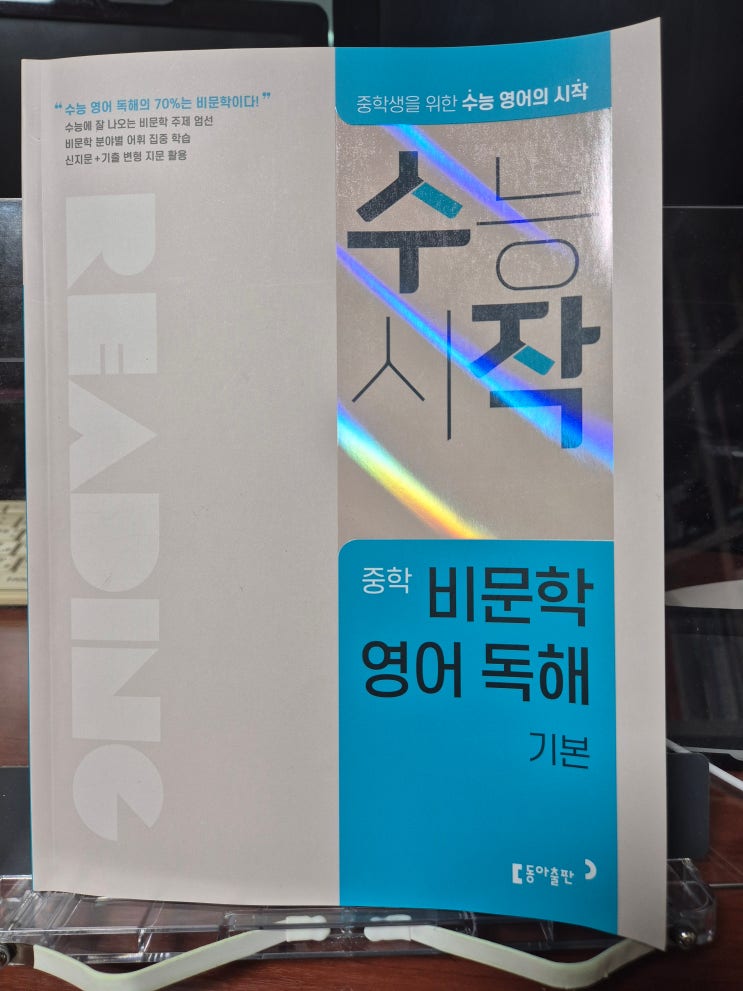 “수능 영어 독해의 70%는 비문학이다!”
수능에 잘 나오는 비문학 주제 엄선
비문학 분야별 어휘 집중 학습
신지문+기출 변형 지문 활용
READING
중학생을 위한 수능 영어의 시작
수능
시작
중학 비문학
영어 독해
기본
동아출판